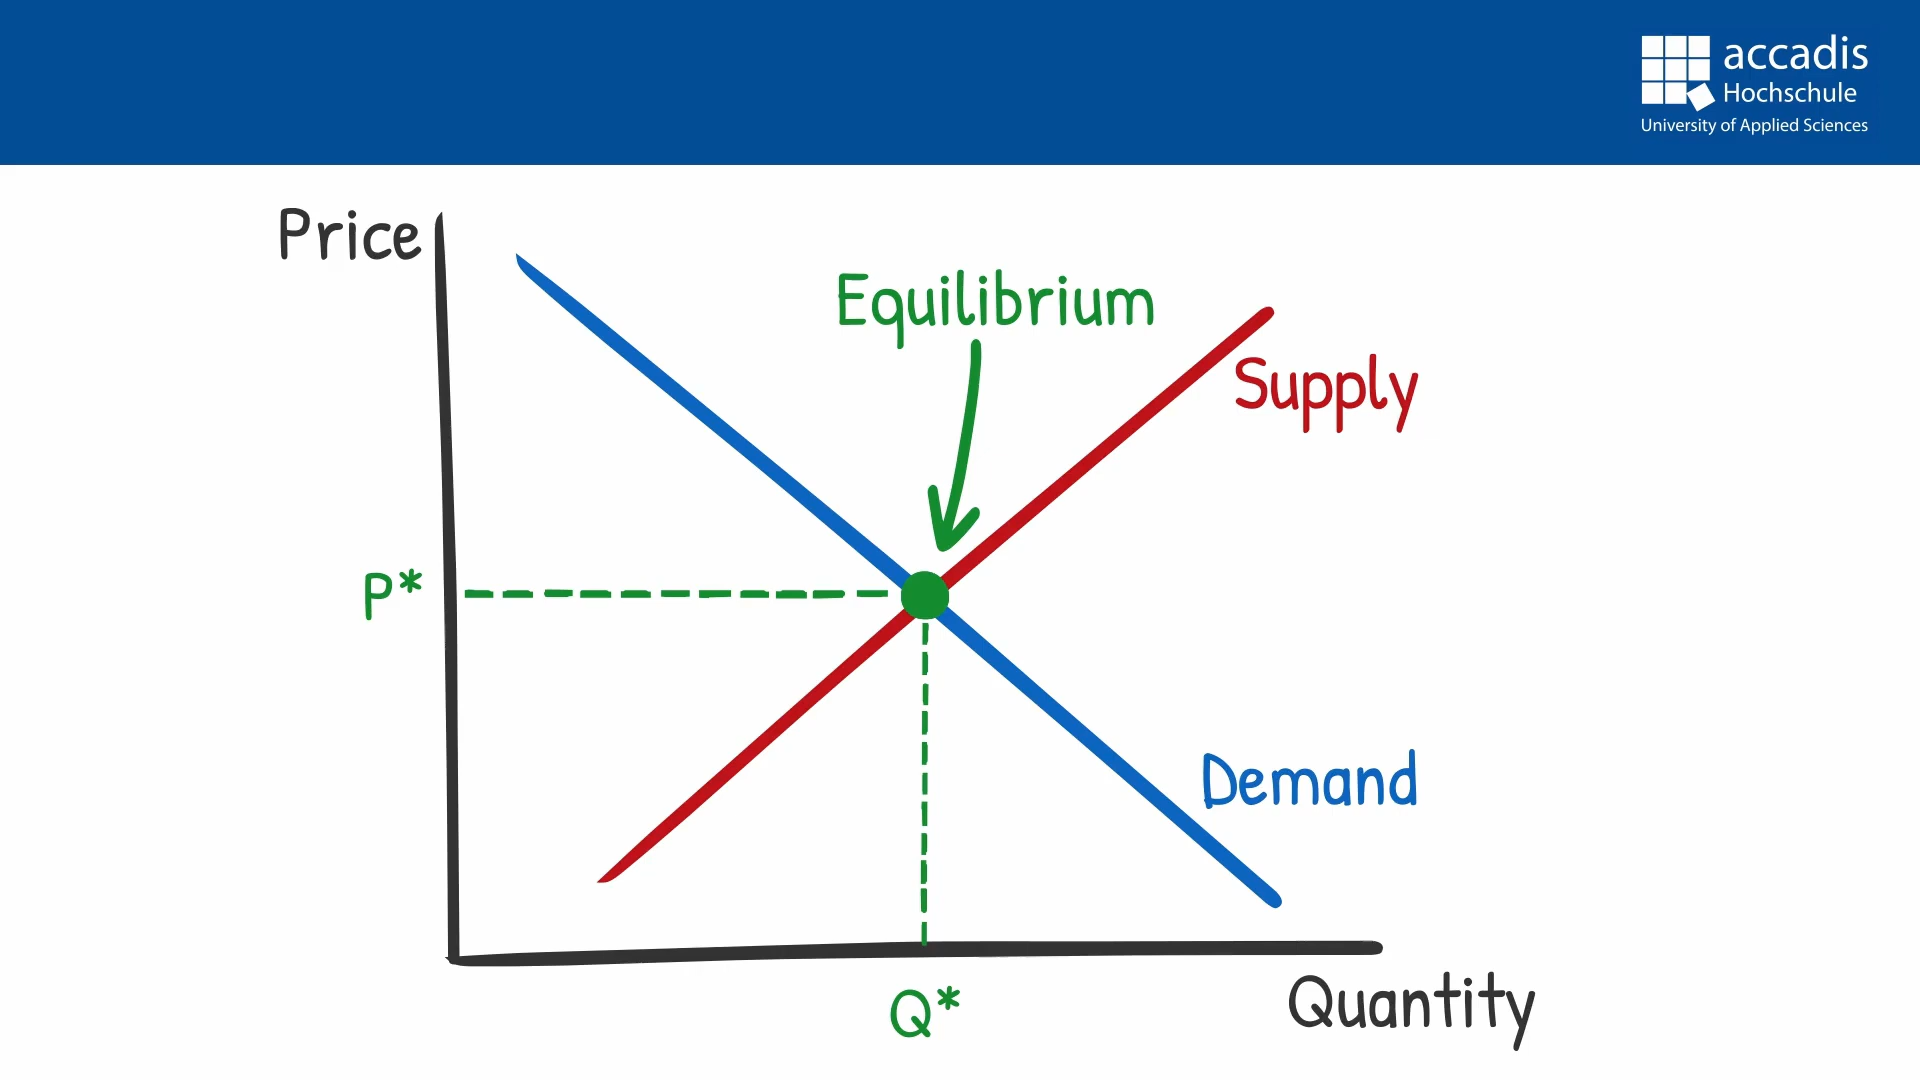 accadis
Hochschule
University of Applied Sciences
Price
Equilibrium
Supply
P*
Demand
Q*
Quantity